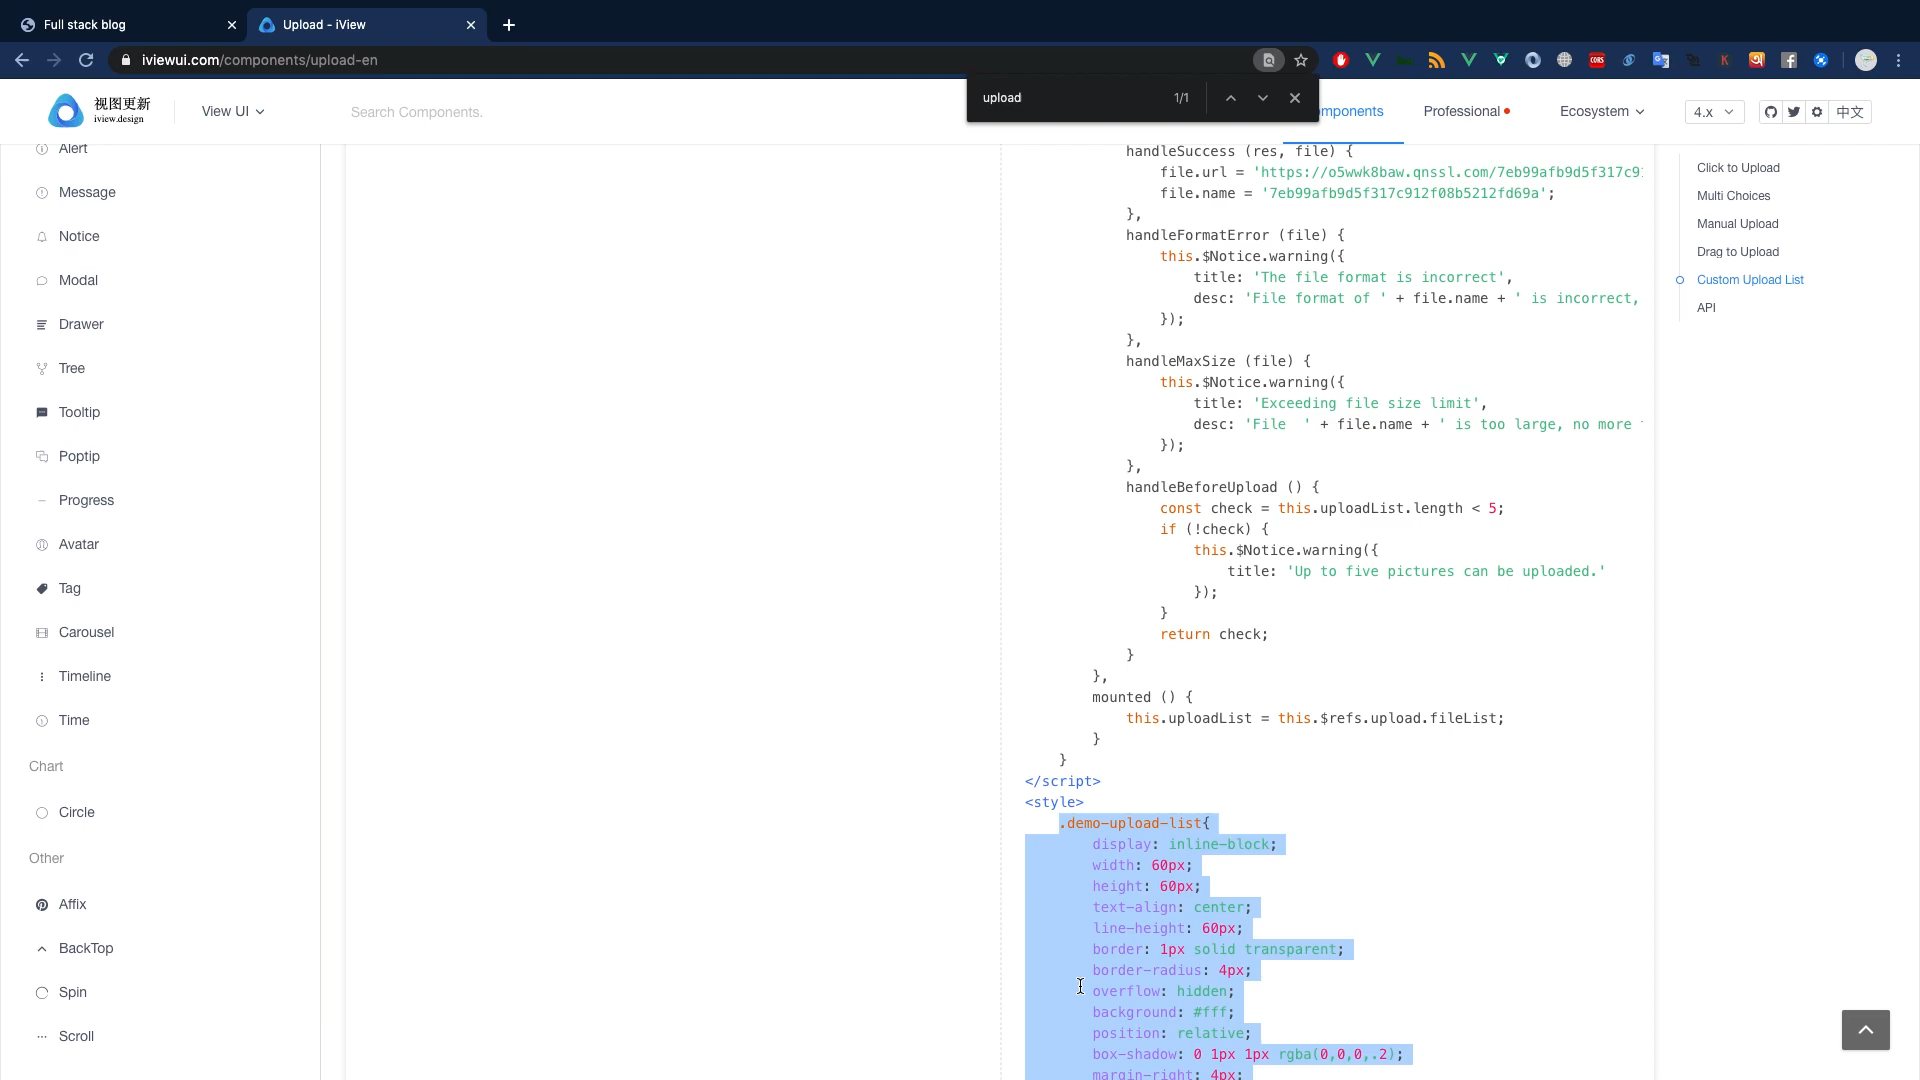 Full stack blog
Upload - iView
iviewui.com/components/upload-en
upload
1/1
视图更新
iview.design
View UI
Search Components.
mponents
Professional
Ecosystem
4.x
中文
Alert
Message
Notice
Modal
Drawer
Tree
Tooltip
Poptip
Progress
Avatar
Tag
Carousel
Timeline
Time
Chart
Circle
Other
Affix
BackTop
Spin
Scroll
handleSuccess (res, file) {
file.url = 'https://o5wwk8baw.qnssl.com/7eb99afb9d5f317c91
file.name = '7eb99afb9d5f317c912f08b5212fd69a';
},
handleFormatError (file) {
this.$Notice.warning({
title: 'The file format is incorrect',
desc: 'File format of ' + file.name + ' is incorrect,
});
},
handleMaxSize (file) {
this.$Notice.warning({
title: 'Exceeding file size limit',
desc: 'File  ' + file.name + ' is too large, no more
});
},
handleBeforeUpload () {
const check = this.uploadList.length < 5;
if (!check) {
this.$Notice.warning({
title: 'Up to five pictures can be uploaded.'
});
}
return check;
}
},
mounted () {
this.uploadList = this.$refs.upload.fileList;
}
}
</script>
<style>
.demo-upload-list{
display: inline-block;
width: 60px;
height: 60px;
text-align: center;
line-height: 60px;
border: 1px solid transparent;
border-radius: 4px;
overflow: hidden;
background: #fff;
position: relative;
box-shadow: 0 1px 1px rgba(0,0,0,.2);
margin-right: 4px;
Click to Upload
Multi Choices
Manual Upload
Drag to Upload
Custom Upload List
API